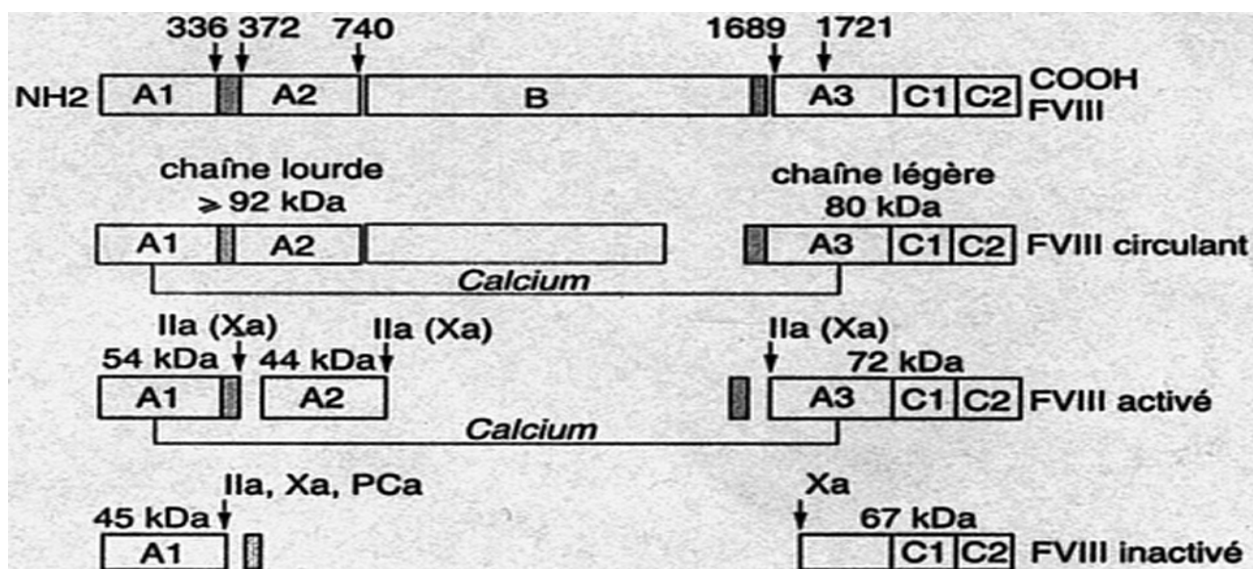 336 372 740 1689 1721
NH2 A1 A2 B A3 C1 C2 COOH
FVIII
chaîne lourde chaîne légère
⩾ 92 kDa 80 kDa
A1 A2 A3 C1 C2 FVIII circulant
Calcium
IIa (Xa) IIa (Xa) IIa (Xa)
54 kDa 44 kDa 72 kDa
A1 A2 A3 C1 C2 FVIII activé
Calcium
IIa, Xa, PCa Xa
45 kDa 67 kDa
A1 C1 C2 FVIII inactivé